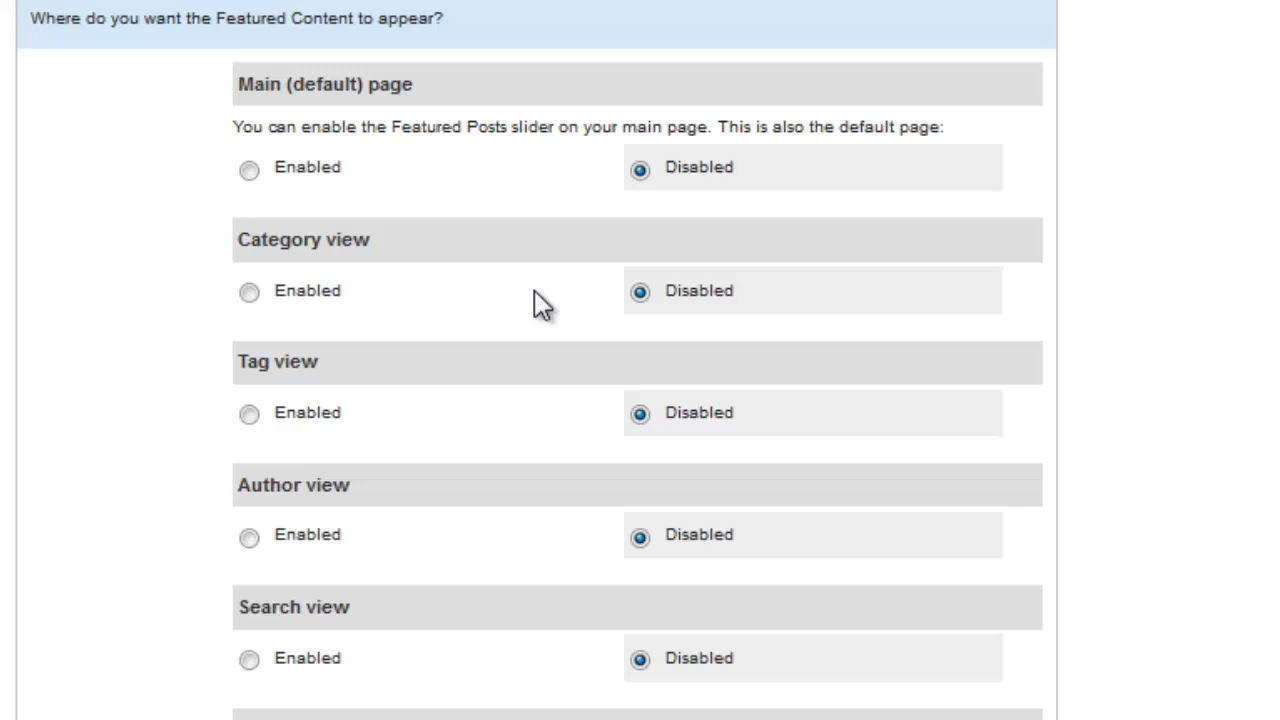 Where do you want the Featured Content to appear?
Main (default) page
You can enable the Featured Posts slider on your main page. This is also the default page:
Enabled Disabled
Category view
Enabled Disabled
Tag view
Enabled Disabled
Author view
Enabled Disabled
Search view
Enabled Disabled